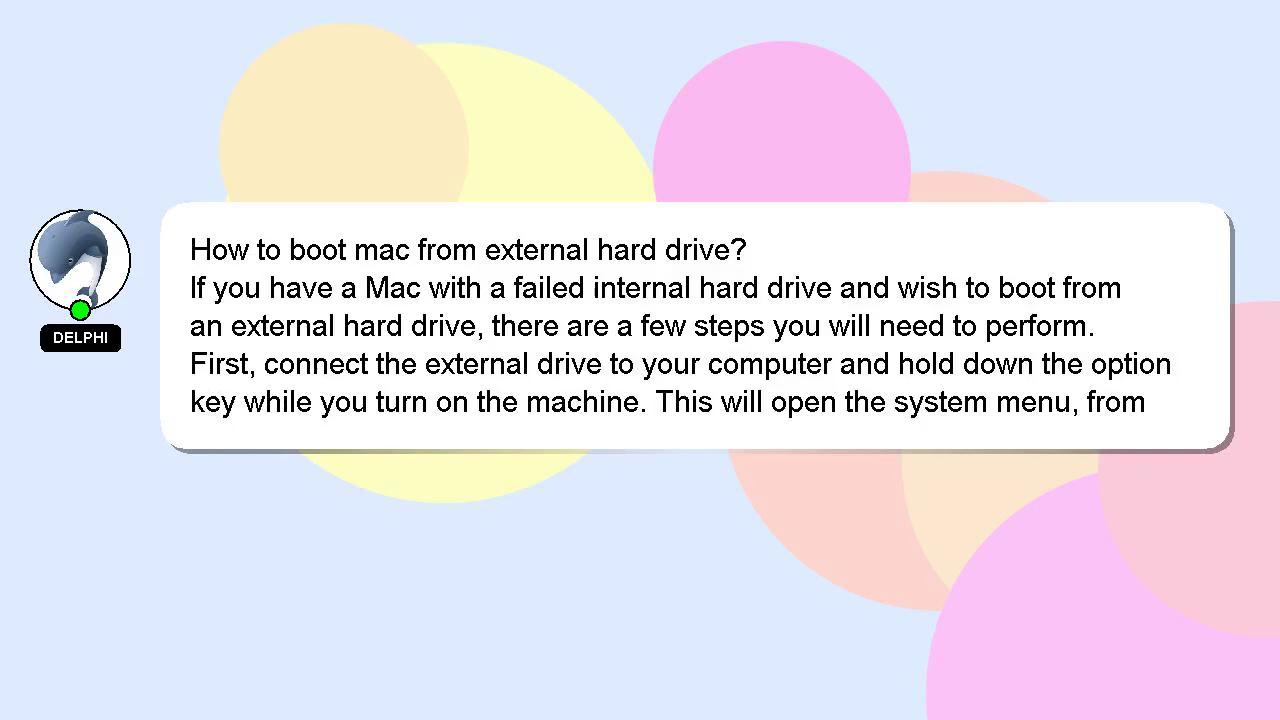 How to boot mac from external hard drive?
If you have a Mac with a failed internal hard drive and wish to boot from
an external hard drive, there are a few steps you will need to perform.
First, connect the external drive to your computer and hold down the option
key while you turn on the machine. This will open the system menu, from
DELPHI